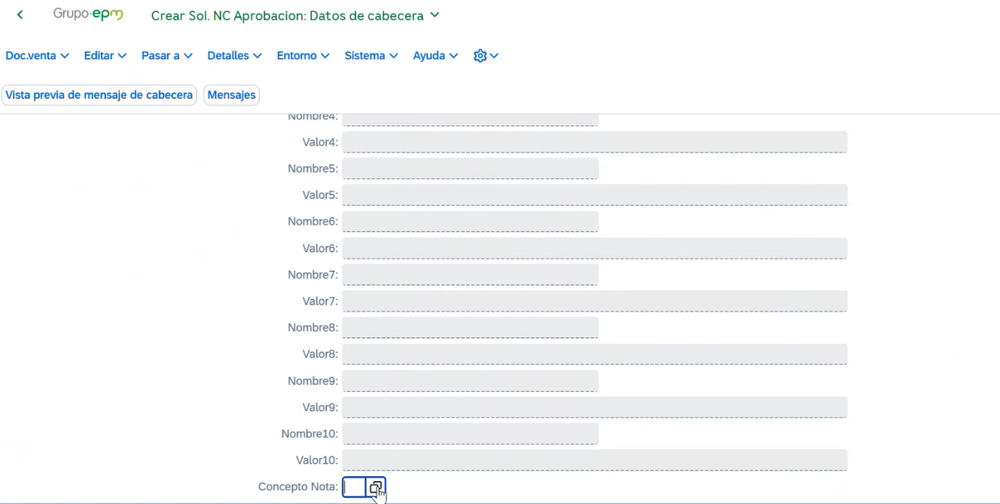 Grupo-epm Crear Sol. NC Aprobacion: Datos de cabecera
Doc.venta Editar Pasar a Detalles Entorno Sistema Ayuda
Vista previa de mensaje de cabecera Mensajes
Nombre4:
Valor4:
Nombre5:
Valor5:
Nombre6:
Valor6:
Nombre7:
Valor7:
Nombre8:
Valor8:
Nombre9:
Valor9:
Nombre10:
Valor10:
Concepto Nota: